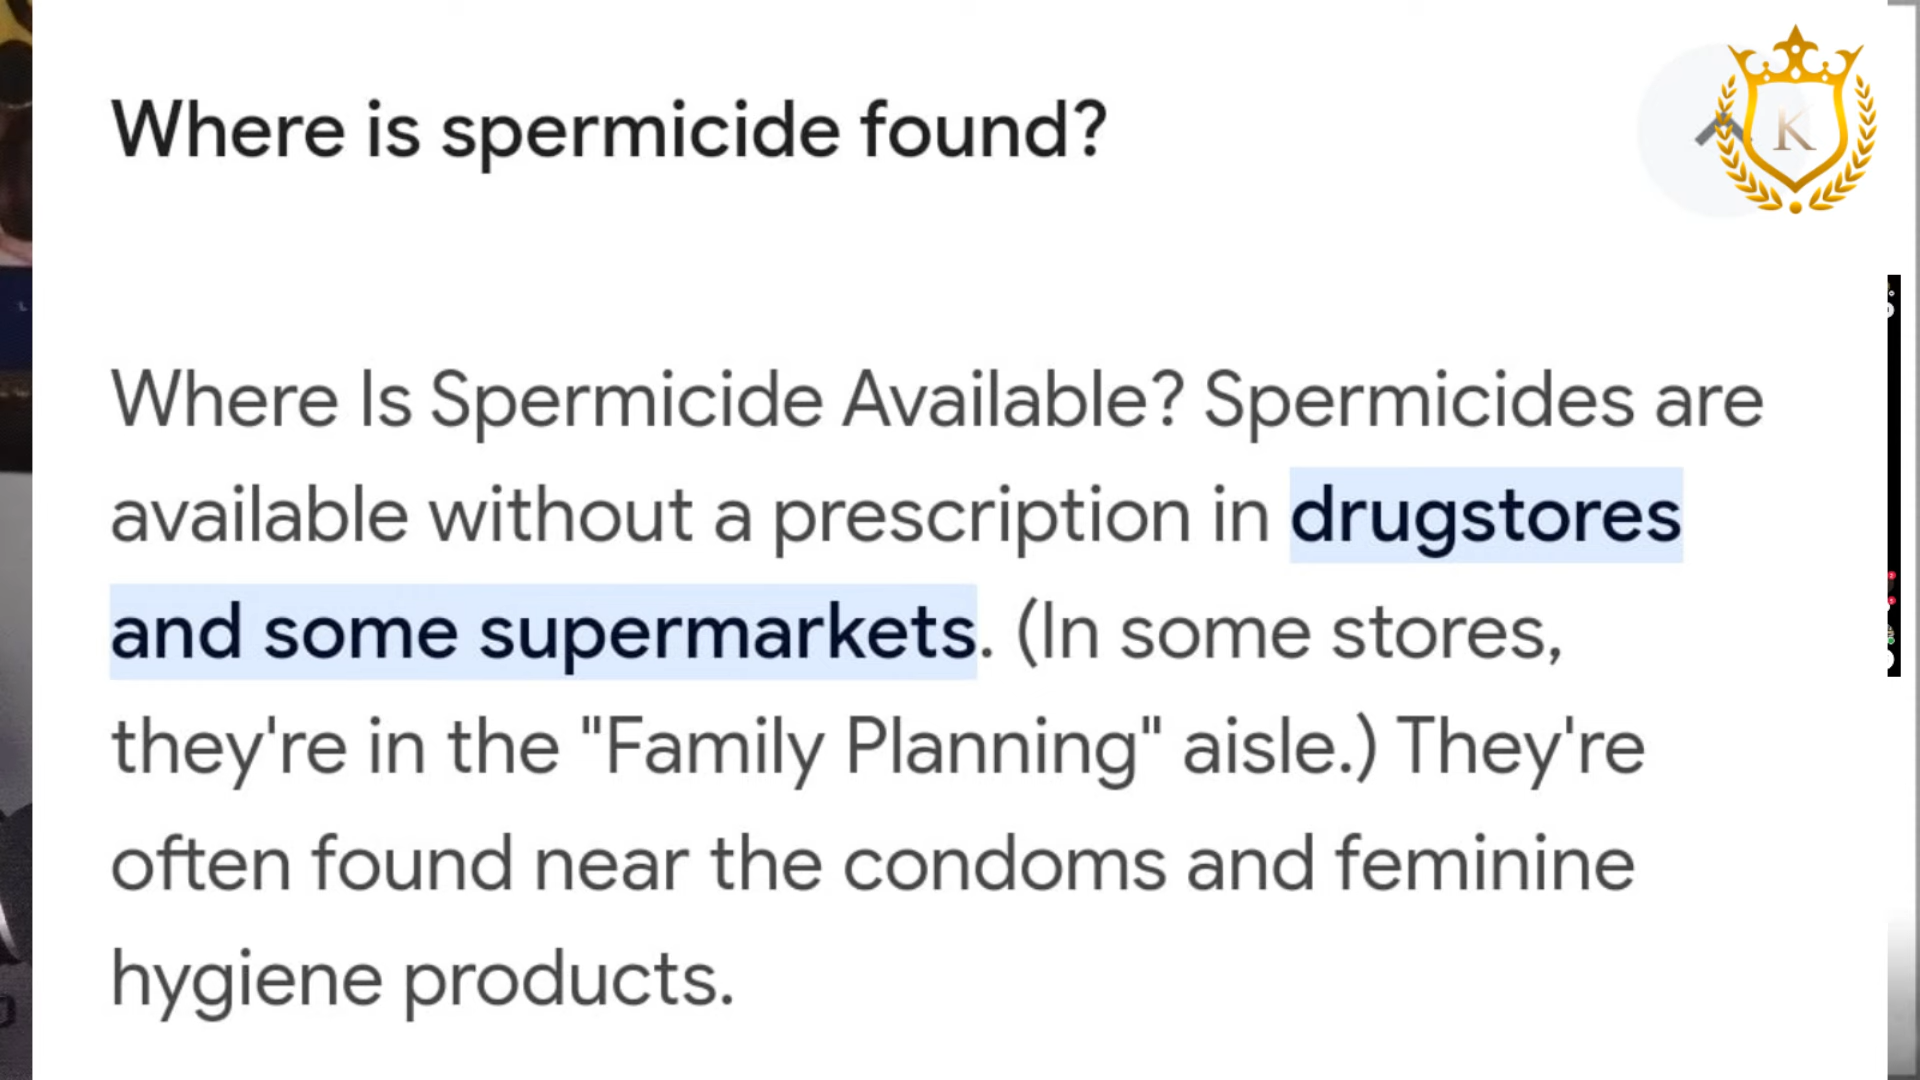 Where is spermicide found?
K
Where Is Spermicide Available? Spermicides are
available without a prescription in drugstores
and some supermarkets. (In some stores,
they're in the "Family Planning" aisle.) They're
often found near the condoms and feminine
hygiene products.